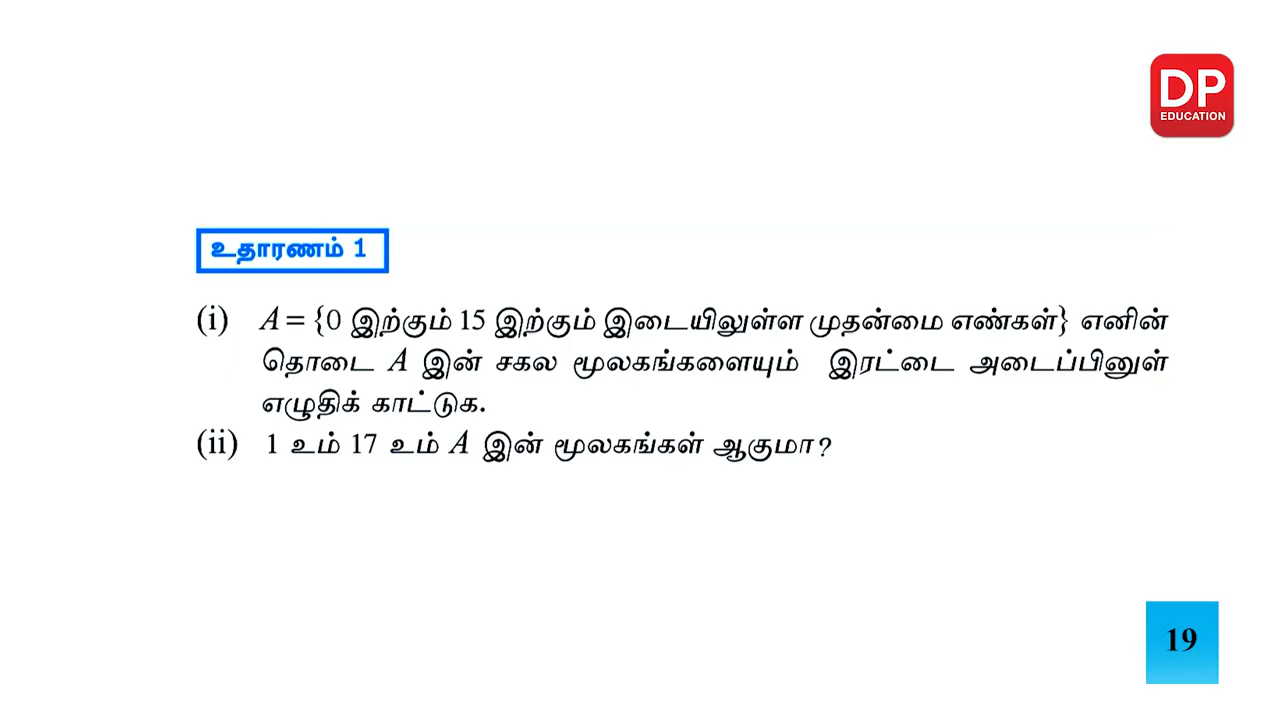 DP
EDUCATION
உதாரணம் 1
(i) A = {0 இற்கும் 15 இற்கும் இடையிலுள்ள முதன்மை எண்கள்} எனின்
தொடை A இன் சகல மூலகங்களையும் இரட்டை அடைப்பினுள்
எழுதிக் காட்டுக.
(ii) 1 உம் 17 உம் A இன் மூலகங்கள் ஆகுமா?
19